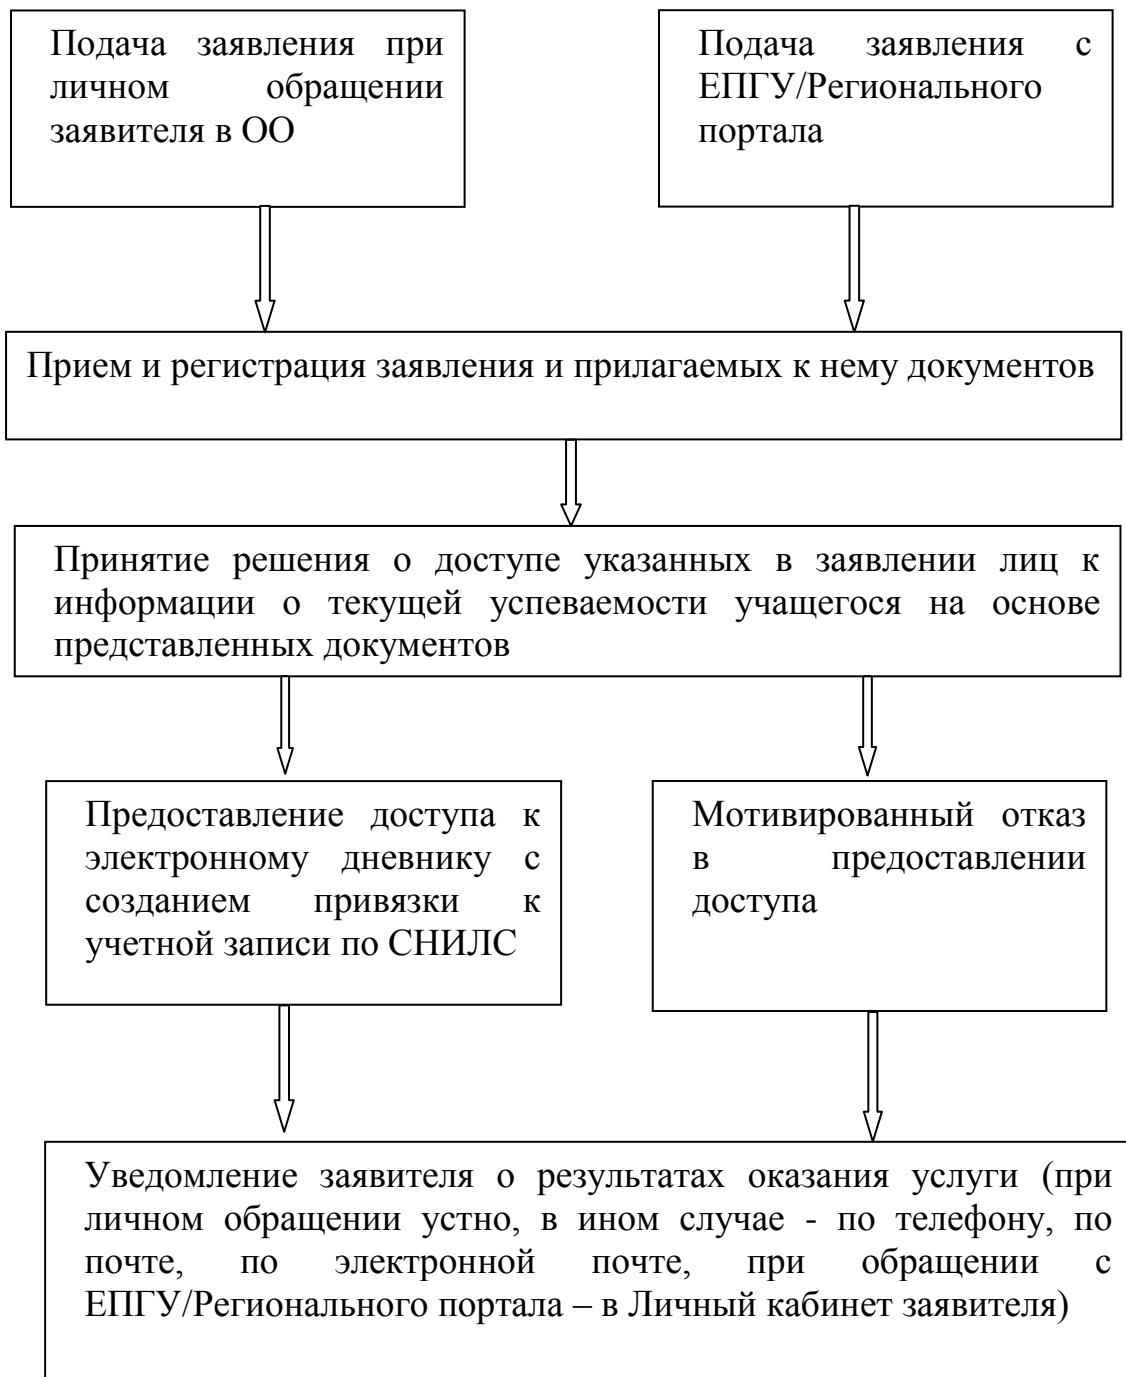 Подача заявления при
личном обращении
заявителя в ОО
Подача заявления с
ЕПГУ/Регионального
портала
Прием и регистрация заявления и прилагаемых к нему документов
Принятие решения о доступе указанных в заявлении лиц к
информации о текущей успеваемости учащегося на основе
представленных документов
Предоставление доступа к
электронному дневнику с
созданием привязки к
учетной записи по СНИЛС
Мотивированный отказ
в предоставлении
доступа
Уведомление заявителя о результатах оказания услуги (при
личном обращении устно, в ином случае - по телефону, по
почте, по электронной почте, при обращении с
ЕПГУ/Регионального портала – в Личный кабинет заявителя)